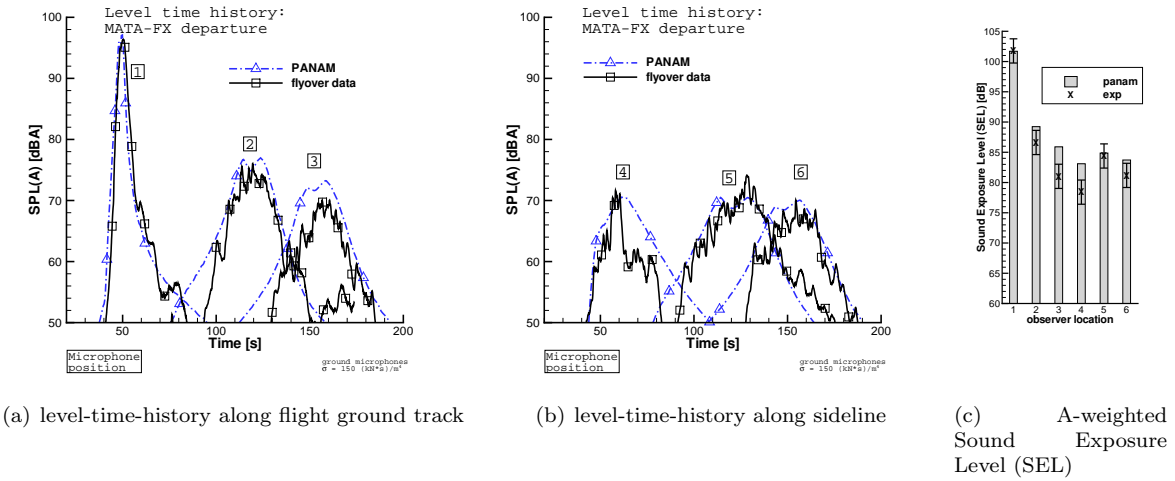 Level time history:
MATA-FX departure
100
90
80
70
60
50
SPL(A) [dBA]
PANAM
flyover data
1
2
3
50
100
150
200
Time [s]
Microphone
position
ground microphones
σ = 150 (kN*s)/m⁴
(a) level-time-history along flight ground track
Level time history:
MATA-FX departure
100
90
80
70
60
50
SPL(A) [dBA]
PANAM
flyover data
4
5
6
50
100
150
200
Time [s]
Microphone
position
ground microphones
σ = 150 (kN*s)/m⁴
(b) level-time-history along sideline
105
100
95
90
85
80
75
70
65
60
Sound Exposure Level (SEL) [dB]
panam
exp
1 2 3 4 5 6
observer location
(c) A-weighted
Sound Exposure
Level (SEL)